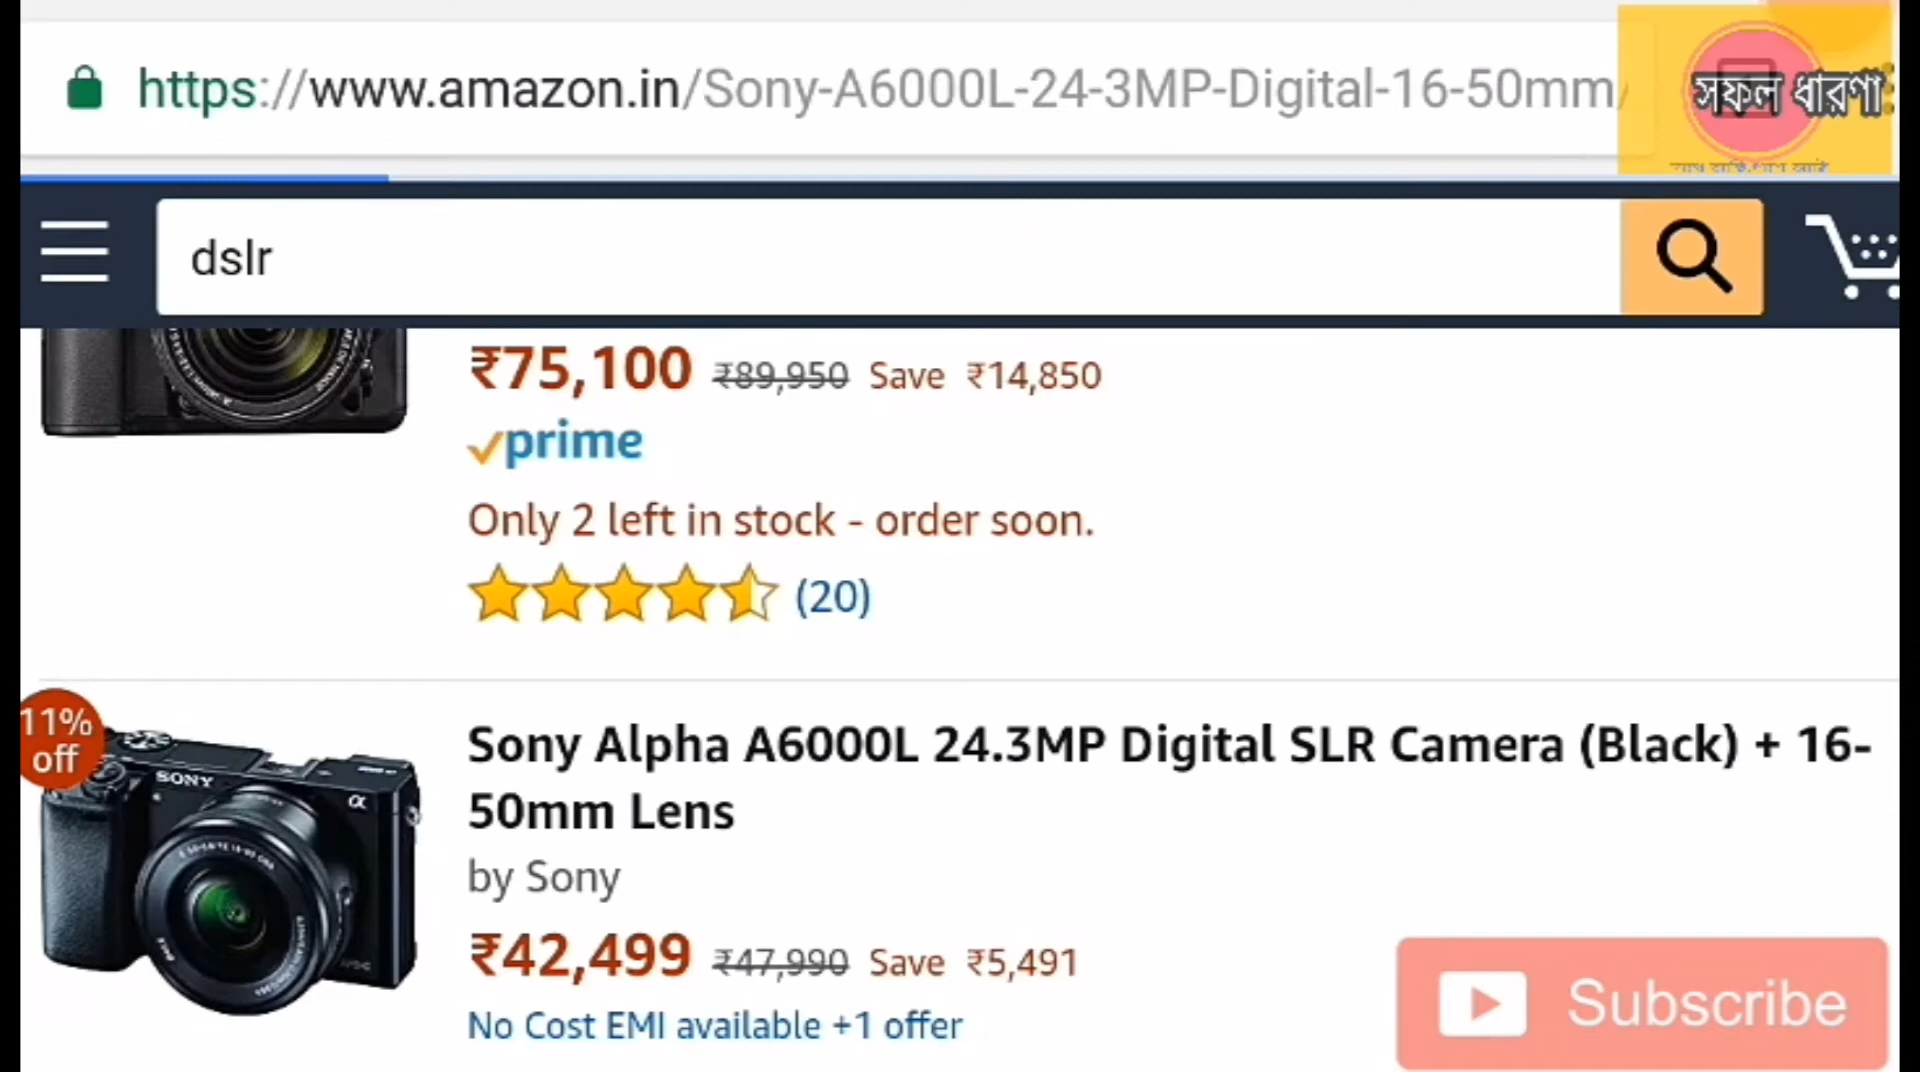 https://www.amazon.in/Sony-A6000L-24-3MP-Digital-16-50mm/
সফল ধারণা
dslr
₹75,100 ₹89,950 Save ₹14,850
prime
Only 2 left in stock - order soon.
(20)
11%
off
SONY
α
Sony Alpha A6000L 24.3MP Digital SLR Camera (Black) + 16-
50mm Lens
by Sony
₹42,499 ₹47,990 Save ₹5,491
No Cost EMI available +1 offer
Subscribe